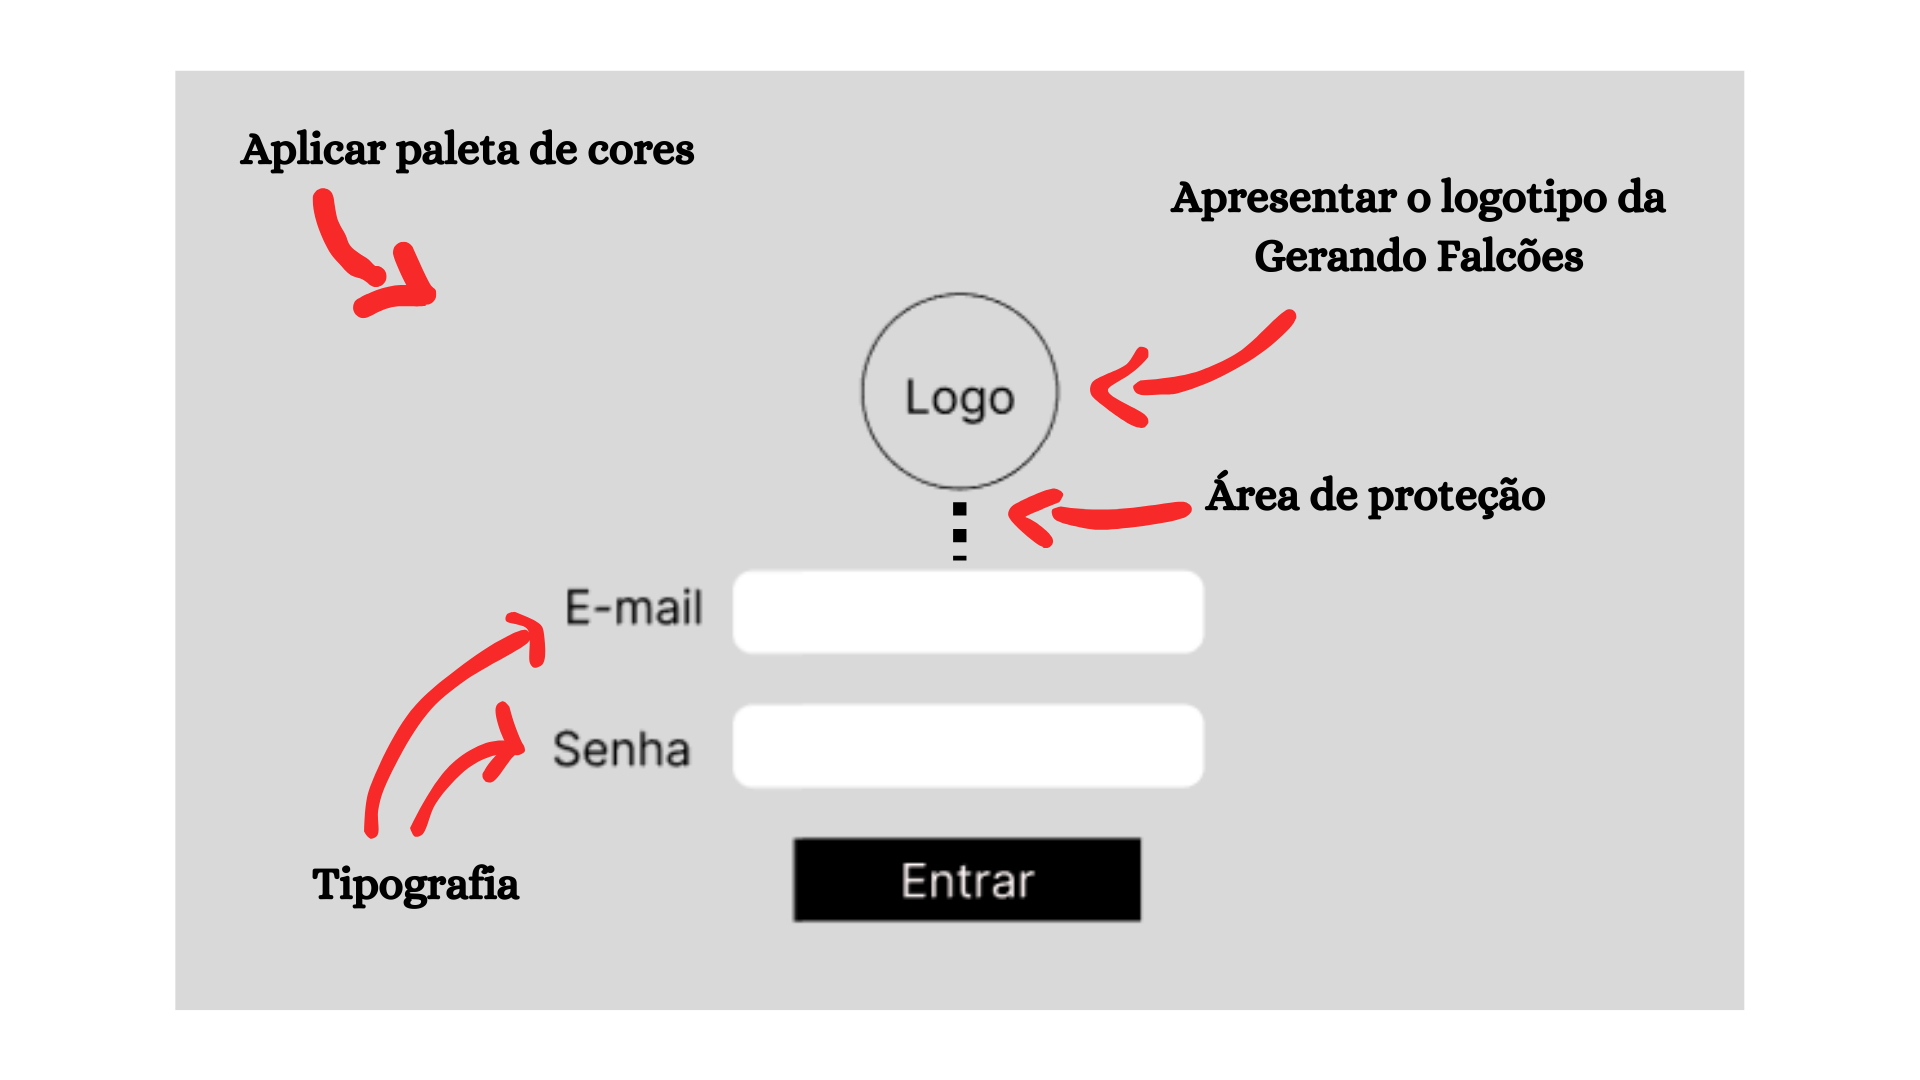 Aplicar paleta de cores
Apresentar o logotipo da
Gerando Falcões
Logo
Área de proteção
E-mail
Senha
Tipografia
Entrar